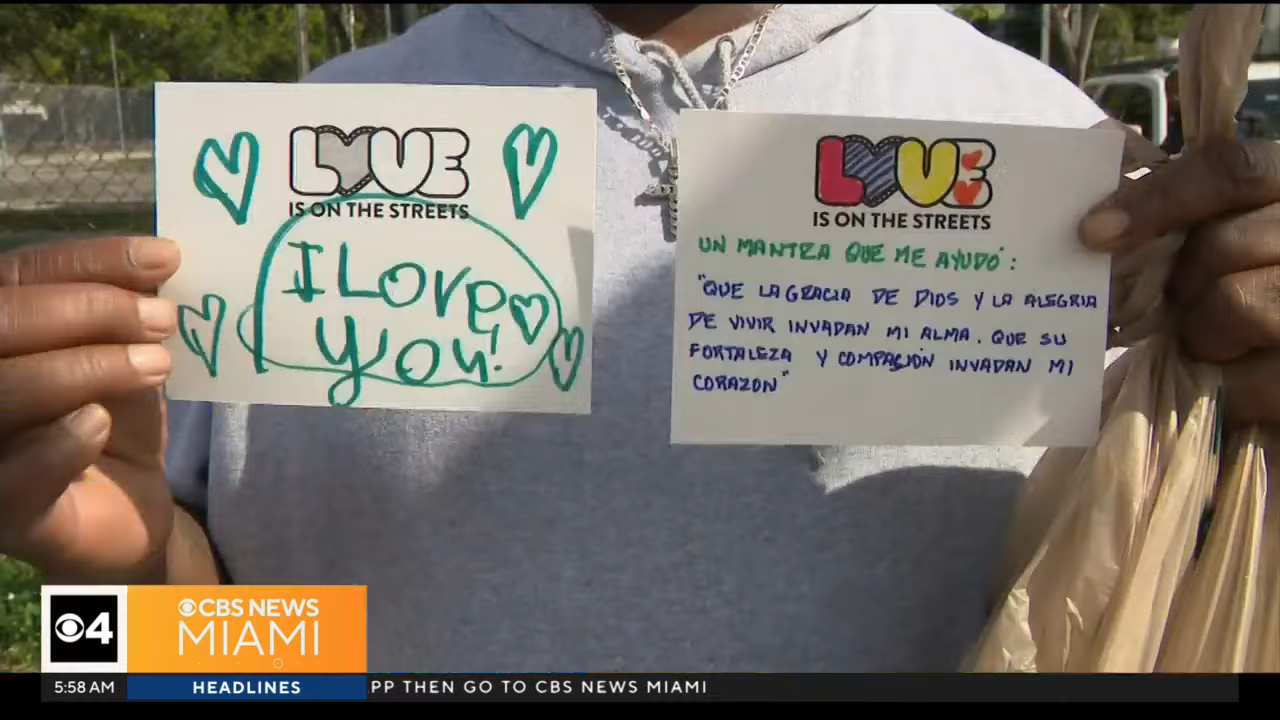 LOVE
IS ON THE STREETS
I LOVE
YOU!
LOVE
IS ON THE STREETS
UN MANTRA QUE ME AYUDÓ:
"QUE LA GRACIA DE DIOS Y LA ALEGRIA
DE VIVIR INVADAN MI ALMA. QUE SU
FORTALEZA Y COMPASIÓN INVADAN MI
CORAZON"
4
CBS NEWS
MIAMI
5:58 AM
HEADLINES
PP THEN GO TO CBS NEWS MIAMI